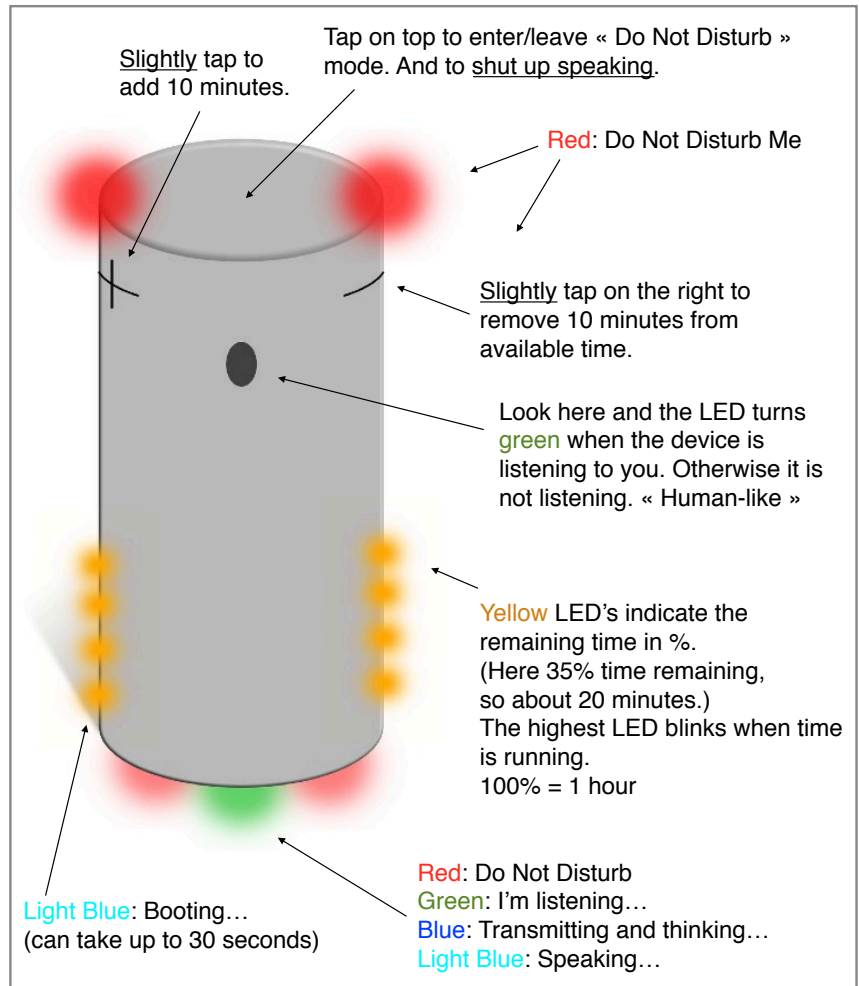 Slightly tap to
add 10 minutes.
Tap on top to enter/leave « Do Not Disturb »
mode. And to shut up speaking.
Red: Do Not Disturb Me
Slightly tap on the right to
remove 10 minutes from
available time.
Look here and the LED turns
green when the device is
listening to you. Otherwise it is
not listening. « Human-like »
Yellow LED’s indicate the
remaining time in %.
(Here 35% time remaining,
so about 20 minutes.)
The highest LED blinks when time
is running.
100% = 1 hour
Light Blue: Booting…
(can take up to 30 seconds)
Red: Do Not Disturb
Green: I’m listening…
Blue: Transmitting and thinking…
Light Blue: Speaking…